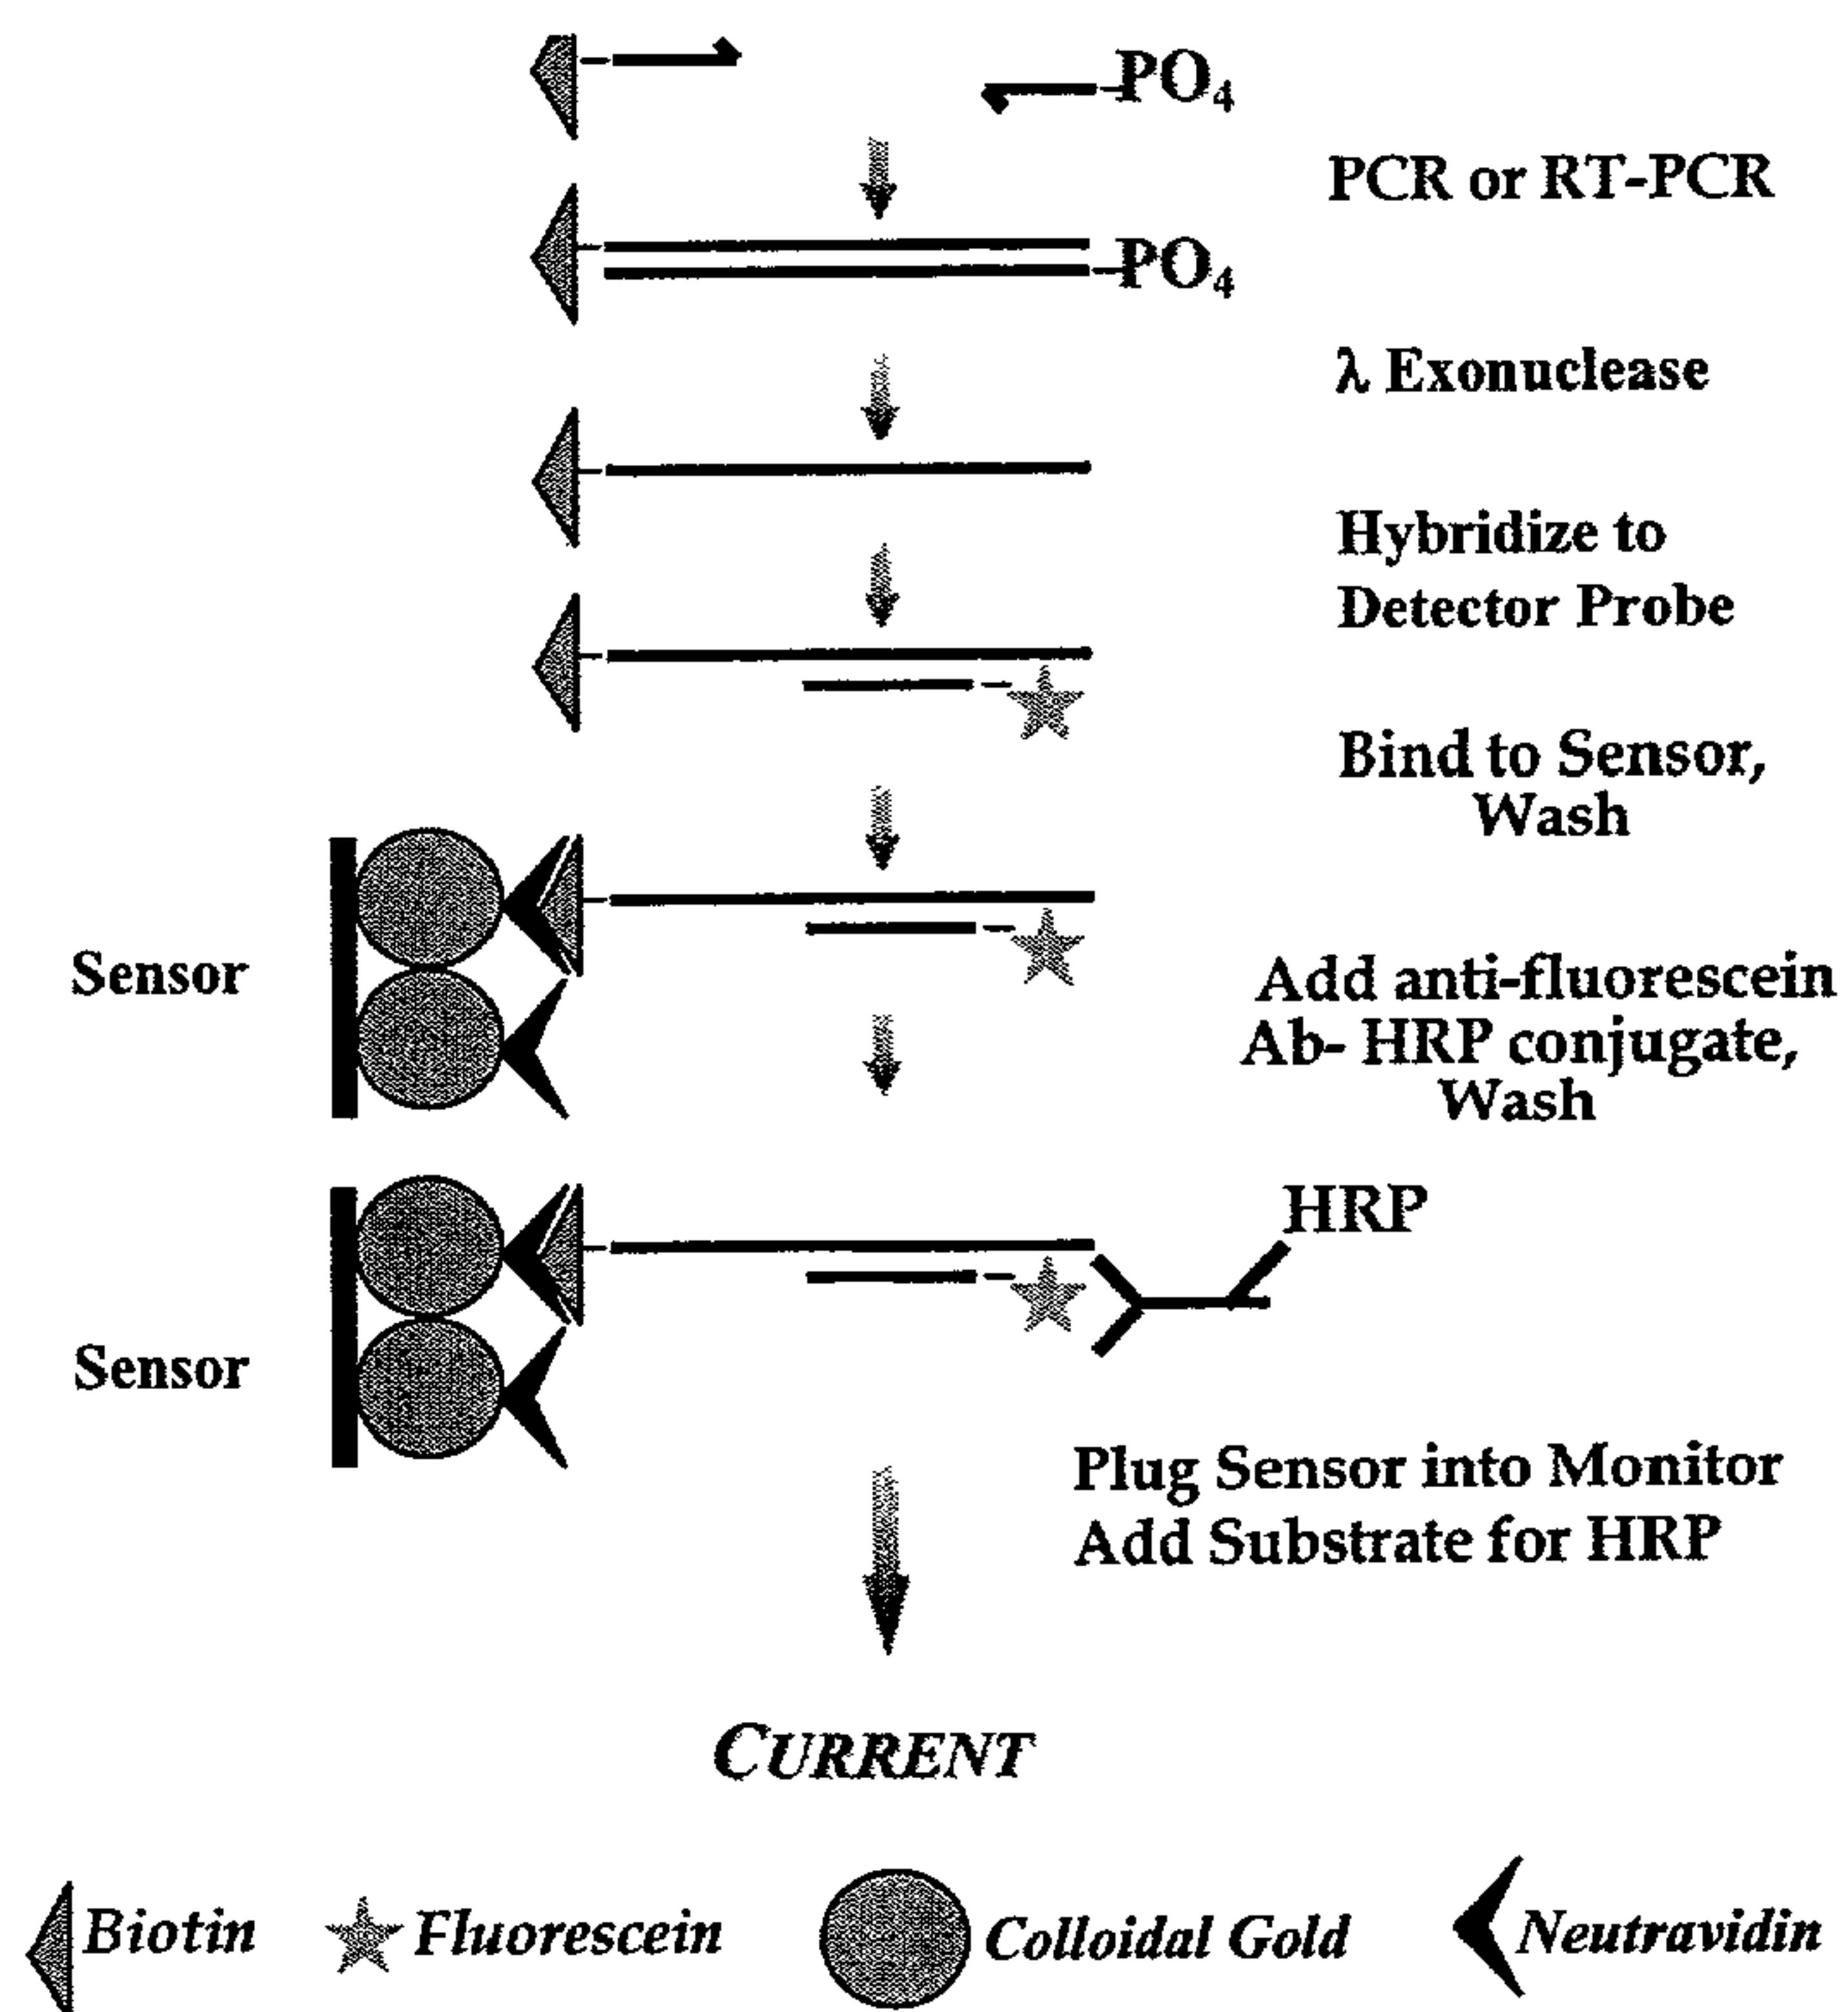 PO4
PCR or RT-PCR
PO4
λ Exonuclease
Hybridize to
Detector Probe
Bind to Sensor,
Wash
Sensor
Add anti-fluorescein
Ab- HRP conjugate,
Wash
HRP
Sensor
Plug Sensor into Monitor
Add Substrate for HRP
CURRENT
Biotin
Fluorescein
Colloidal Gold
Neutravidin